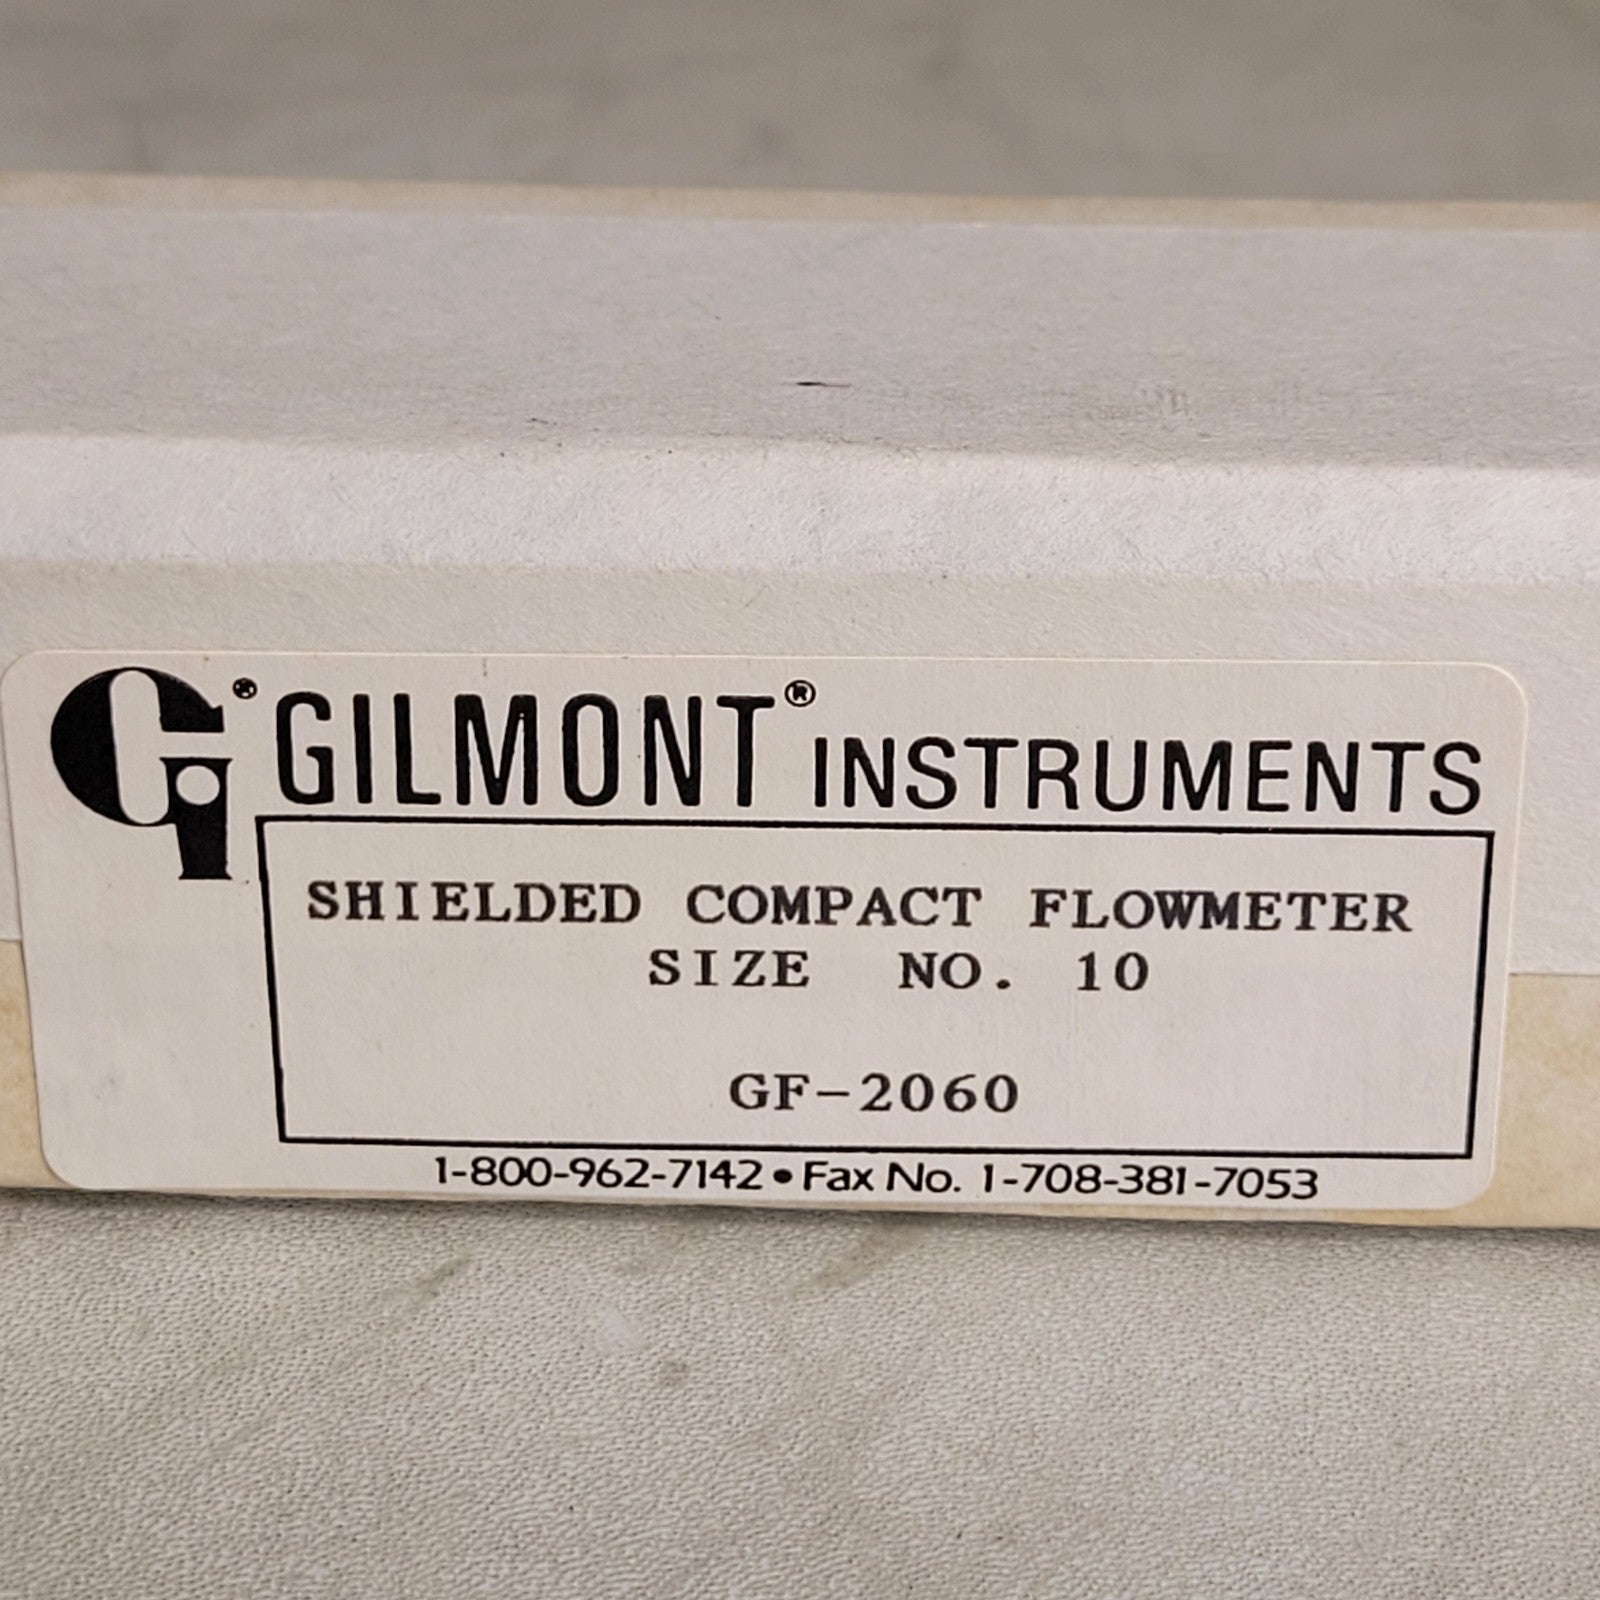 Gi® GILMONT® INSTRUMENTS
SHIELDED COMPACT FLOWMETER
SIZE NO. 10
GF-2060
1-800-962-7142 • Fax No. 1-708-381-7053